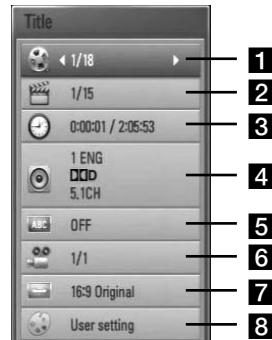 Title
1/18 1
1/15 2
0:00:01 / 2:05:53 3
1 ENG
D
5.1CH
4
ABC OFF 5
1/1 6
16:9 Original 7
User setting 8